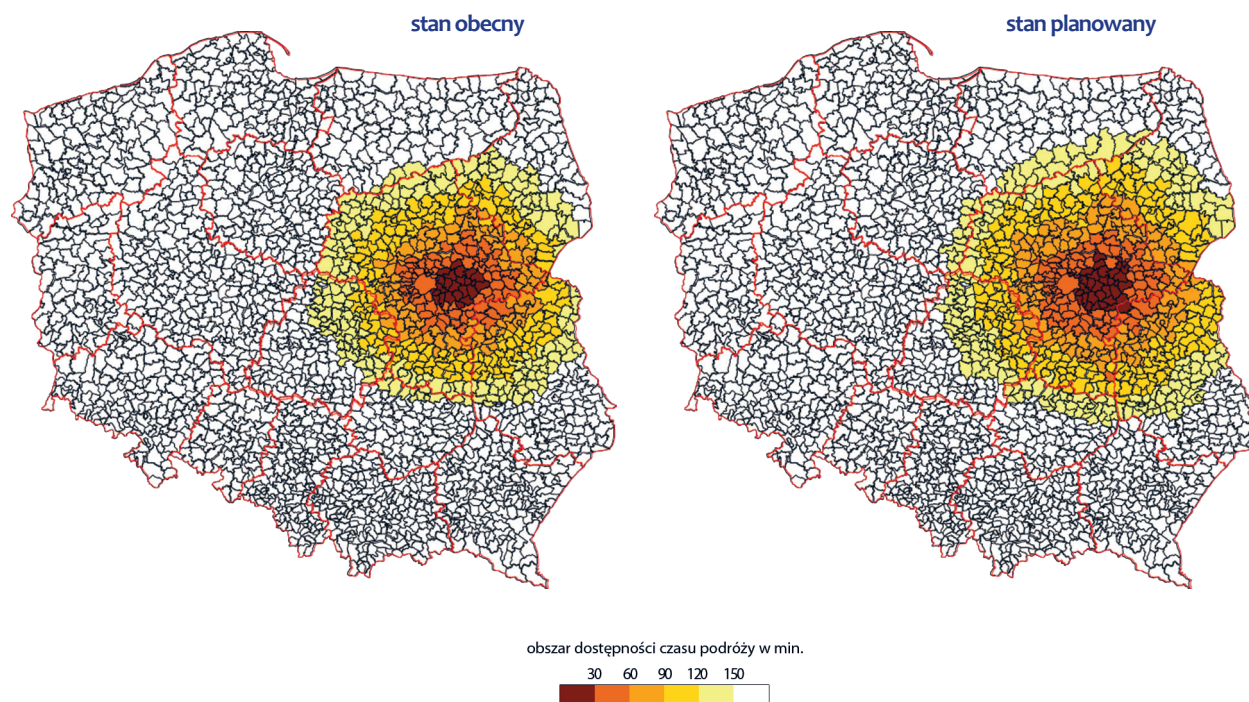 stan obecny
stan planowany
obszar dostępności czasu podróży w min.
30 60 90 120 150